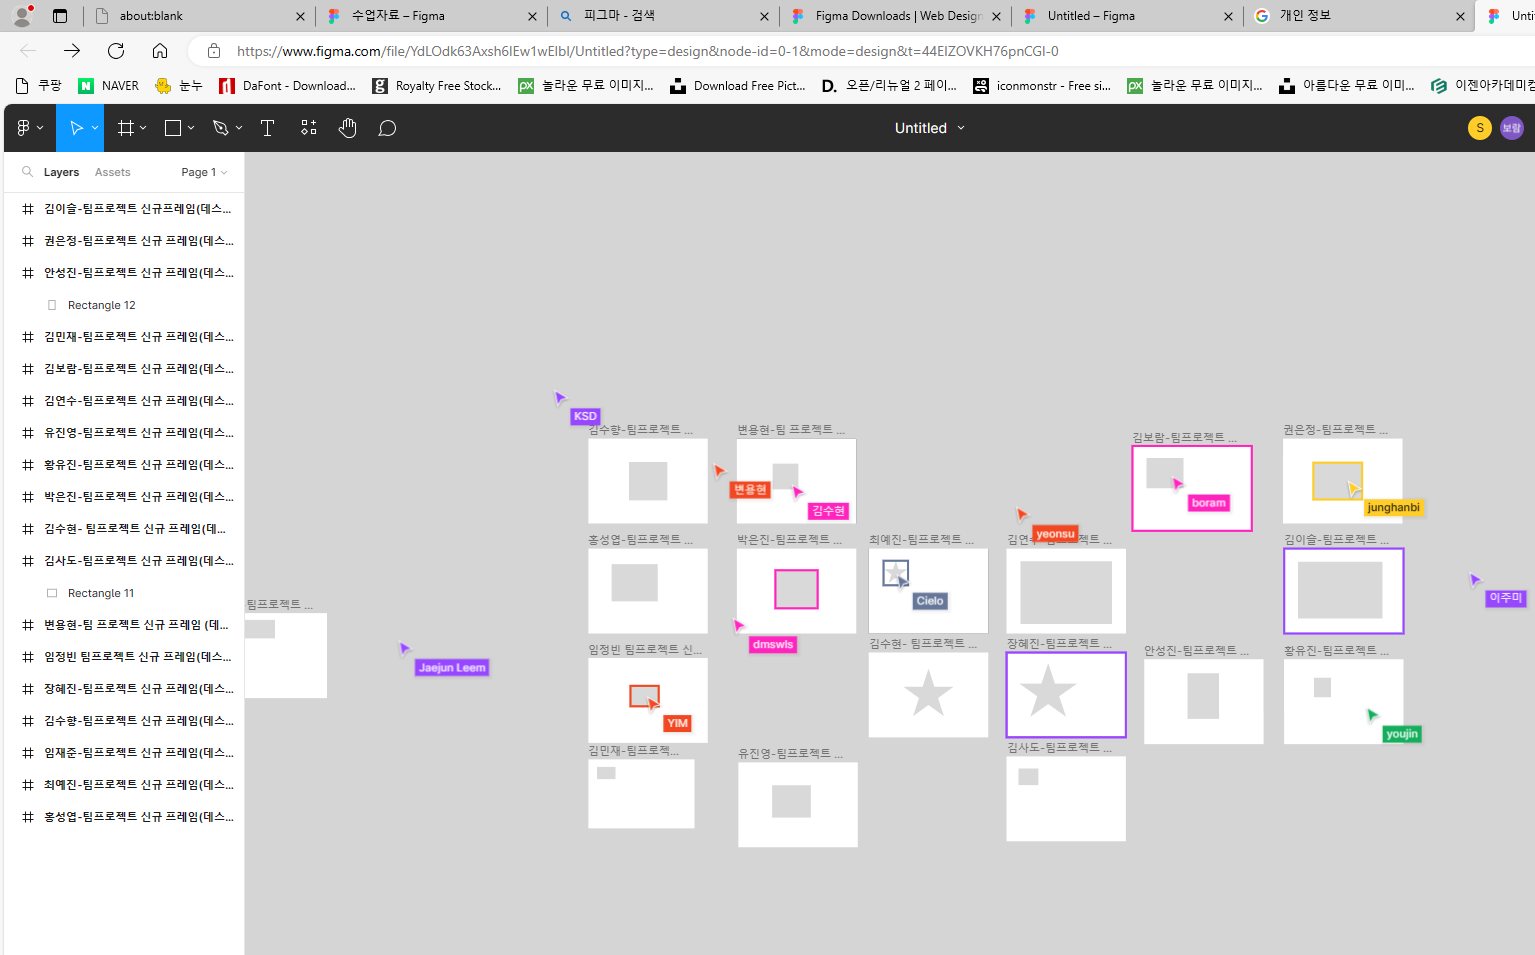 about:blank
수업자료 – Figma
피그마 - 검색
Figma Downloads | Web Design
Untitled – Figma
개인 정보
Unti
https://www.figma.com/file/YdLOdk63Axsh6lEw1wElbI/Untitled?type=design&node-id=0-1&mode=design&t=44EIZOVKH76pnCGI-0
쿠팡
NAVER
눈누
DaFont - Download...
Royalty Free Stock...
놀라운 무료 이미지...
Download Free Pict...
오픈/리뉴얼 2 페이...
iconmonstr - Free si...
놀라운 무료 이미지...
아름다운 무료 이미...
이젠아카데미컴
Untitled
S
보람
Layers
Assets
Page 1
김이슬-팀프로젝트 신규프레임(데스...
권은정-팀프로젝트 신규 프레임(데스...
안성진-팀프로젝트 신규 프레임(데스...
Rectangle 12
김민재-팀프로젝트 신규 프레임(데스...
김보람-팀프로젝트 신규 프레임(데스...
김연수-팀프로젝트 신규 프레임(데스...
유진영-팀프로젝트 신규 프레임(데스...
황유진-팀프로젝트 신규 프레임(데스...
박은진-팀프로젝트 신규 프레임(데스...
김수현- 팀프로젝트 신규 프레임(데...
김사도-팀프로젝트 신규 프레임(데스...
Rectangle 11
변용현-팀 프로젝트 신규 프레임 (데...
임정빈 팀프로젝트 신규 프레임(데스...
장혜진-팀프로젝트 신규 프레임(데스...
김수향-팀프로젝트 신규 프레임(데스...
임재준-팀프로젝트 신규 프레임(데스...
최예진-팀프로젝트 신규 프레임(데스...
홍성엽-팀프로젝트 신규 프레임(데스...
KSD
김수향-팀프로젝트 ...
변용현-팀 프로젝트 ...
김보람-팀프로젝트 ...
권은정-팀프로젝트 ...
변용현
김수현
boram
junghanbi
yeonsu
홍성엽-팀프로젝트 ...
박은진-팀프로젝트 ...
최예진-팀프로젝트 ...
김연수-팀프로젝트 ...
김이슬-팀프로젝트 ...
Cielo
이주미
팀프로젝트 ...
dmswls
Jaejun Leem
임정빈 팀프로젝트 신...
김수현- 팀프로젝트 ...
장혜진-팀프로젝트 ...
안성진-팀프로젝트 ...
황유진-팀프로젝트 ...
YIM
youjin
김민재-팀프로젝...
유진영-팀프로젝트 ...
김사도-팀프로젝트 ...